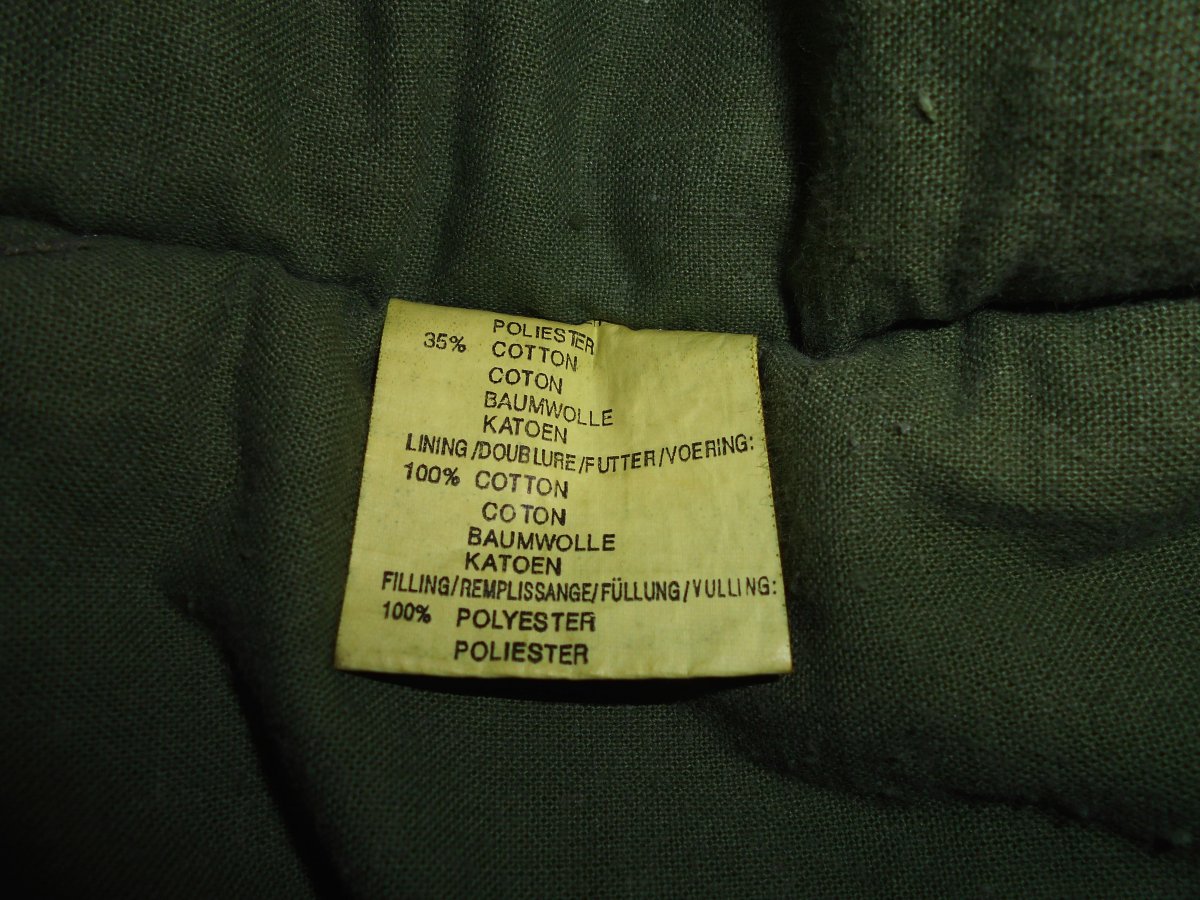 POLIESTER
35% COTTON
COTON
BAUMWOLLE
KATOEN
LINING/DOUBLURE/FUTTER/VOERING:
100% COTTON
COTON
BAUMWOLLE
KATOEN
FILLING/REMPLISSANGE/FÜLLUNG/VULLING:
100% POLYESTER
POLIESTER